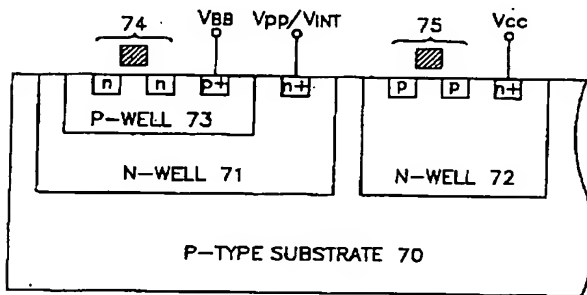 74 VBB VPP/VINT 75 VCC
n n p+ n+ p p n+
P-WELL 73
N-WELL 71 N-WELL 72
P-TYPE SUBSTRATE 70